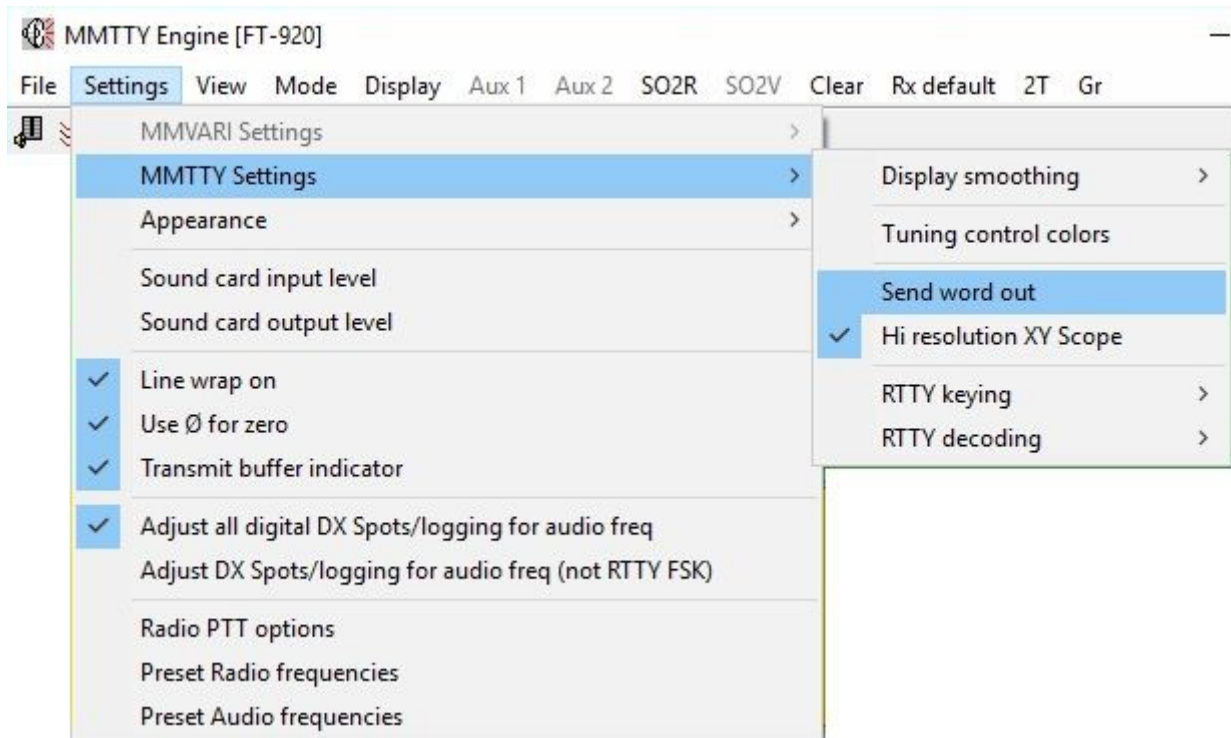 MMTTY Engine [FT-920]
File Settings View Mode Display Aux 1 Aux 2 SO2R SO2V Clear Rx default 2T Gr
MMVARI Settings
MMTTY Settings
Appearance
Sound card input level
Sound card output level
Line wrap on
Use Ø for zero
Transmit buffer indicator
Adjust all digital DX Spots/logging for audio freq
Adjust DX Spots/logging for audio freq (not RTTY FSK)
Radio PTT options
Preset Radio frequencies
Preset Audio frequencies
Display smoothing
Tuning control colors
Send word out
Hi resolution XY Scope
RTTY keying
RTTY decoding